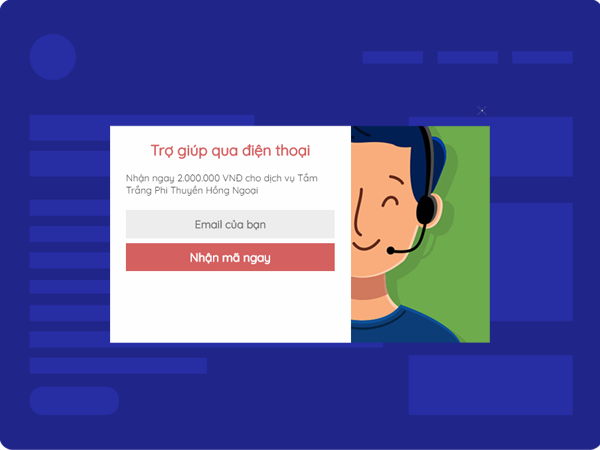 Trợ giúp qua điện thoại
Nhận ngay 2.000.000 VNĐ cho dịch vụ Tắm
Trắng Phi Thuyền Hồng Ngoại
Email của bạn
Nhận mã ngay